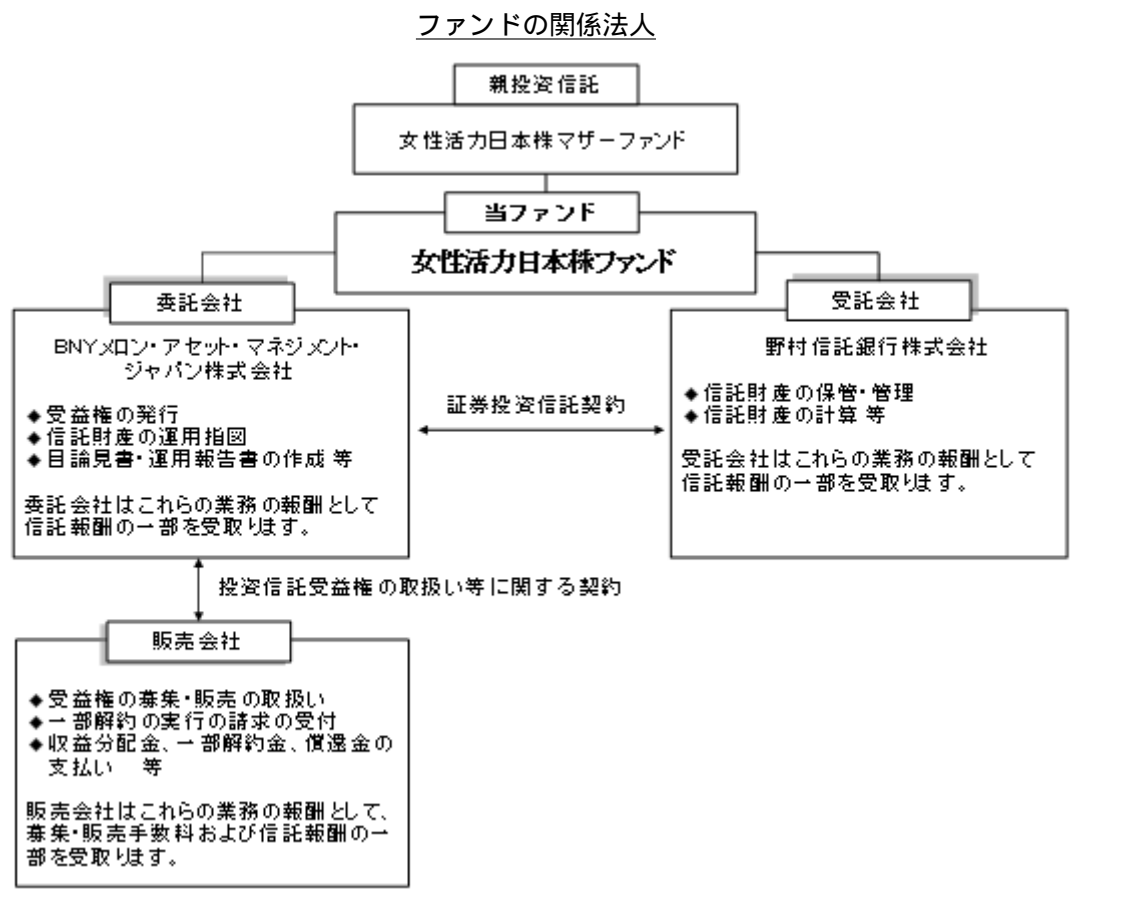 ファンドの関係法人
親投資信託
女性活力日本株マザーファンド
当ファンド
女性活力日本株ファンド
委託会社
BNYメロン・アセット・マネジメント・
ジャパン株式会社
◆受益権の発行
◆信託財産の運用指図
◆目論見書・運用報告書の作成 等
委託会社はこれらの業務の報酬として
信託報酬の一部を受取ります。
証券投資信託契約
受託会社
野村信託銀行株式会社
◆信託財産の保管・管理
◆信託財産の計算 等
受託会社はこれらの業務の報酬として
信託報酬の一部を受取ります。
投資信託受益権の取扱い等に関する契約
販売会社
◆受益権の募集・販売の取扱い
◆一部解約の実行の請求の受付
◆収益分配金、一部解約金、償還金の
支払い 等
販売会社はこれらの業務の報酬として、
募集・販売手数料および信託報酬の一
部を受取ります。